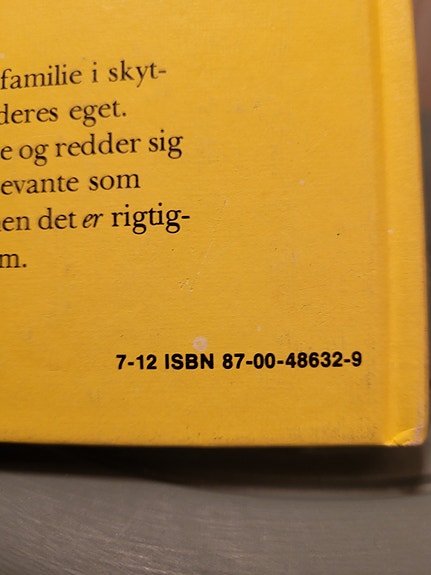 familie i skyt-
deres eget.
e og redder sig
evante som
en det er rigtig-
m.
7-12 ISBN 87-00-48632-9